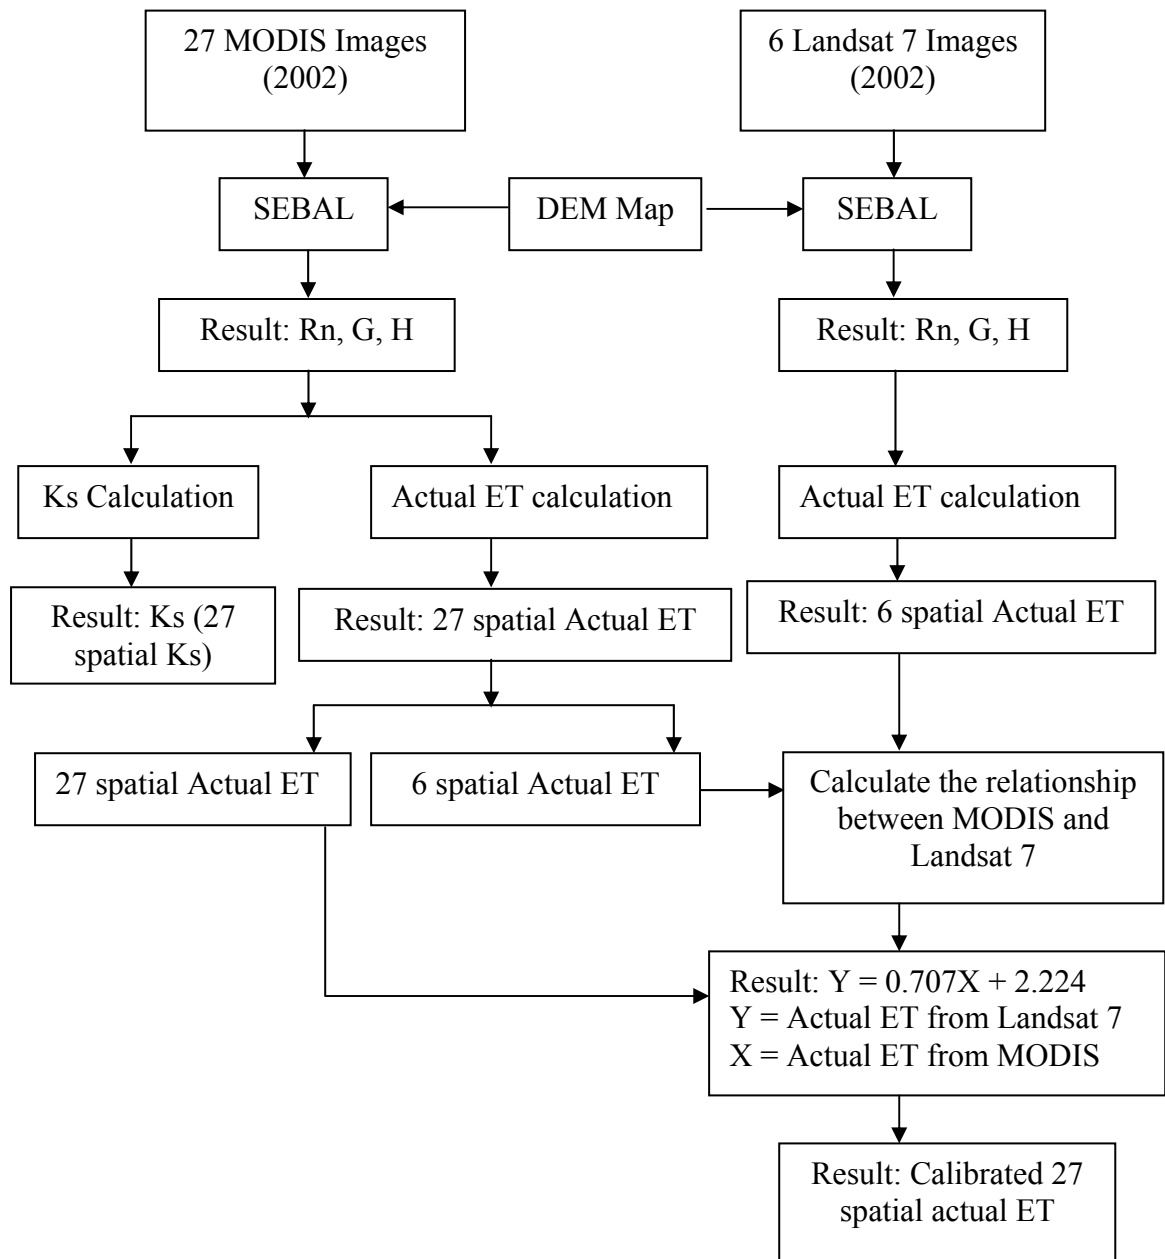 27 MODIS Images
(2002)
6 Landsat 7 Images
(2002)
SEBAL
DEM Map
SEBAL
Result: Rn, G, H
Result: Rn, G, H
Ks Calculation
Actual ET calculation
Actual ET calculation
Result: Ks (27
spatial Ks)
Result: 27 spatial Actual ET
Result: 6 spatial Actual ET
27 spatial Actual ET
6 spatial Actual ET
Calculate the relationship
between MODIS and
Landsat 7
Result: Y = 0.707X + 2.224
Y = Actual ET from Landsat 7
X = Actual ET from MODIS
Result: Calibrated 27
spatial actual ET